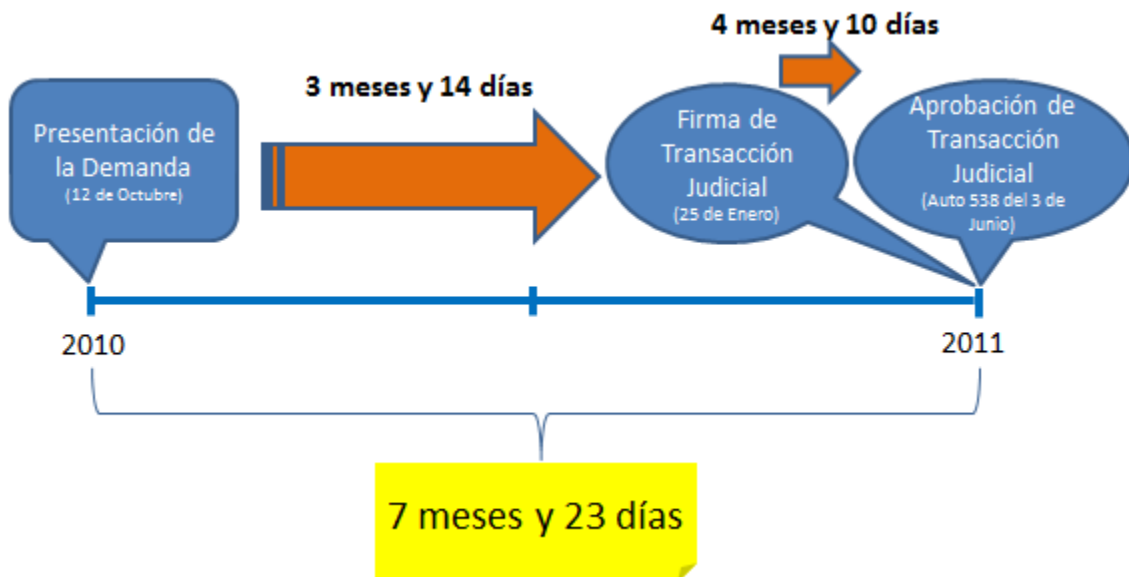 4 meses y 10 días
3 meses y 14 días
Presentación de
la Demanda
(12 de Octubre)
Firma de
Transacción
Judicial
(25 de Enero)
Aprobación de
Transacción
Judicial
(Auto 538 del 3 de
Junio)
2010
2011
7 meses y 23 días